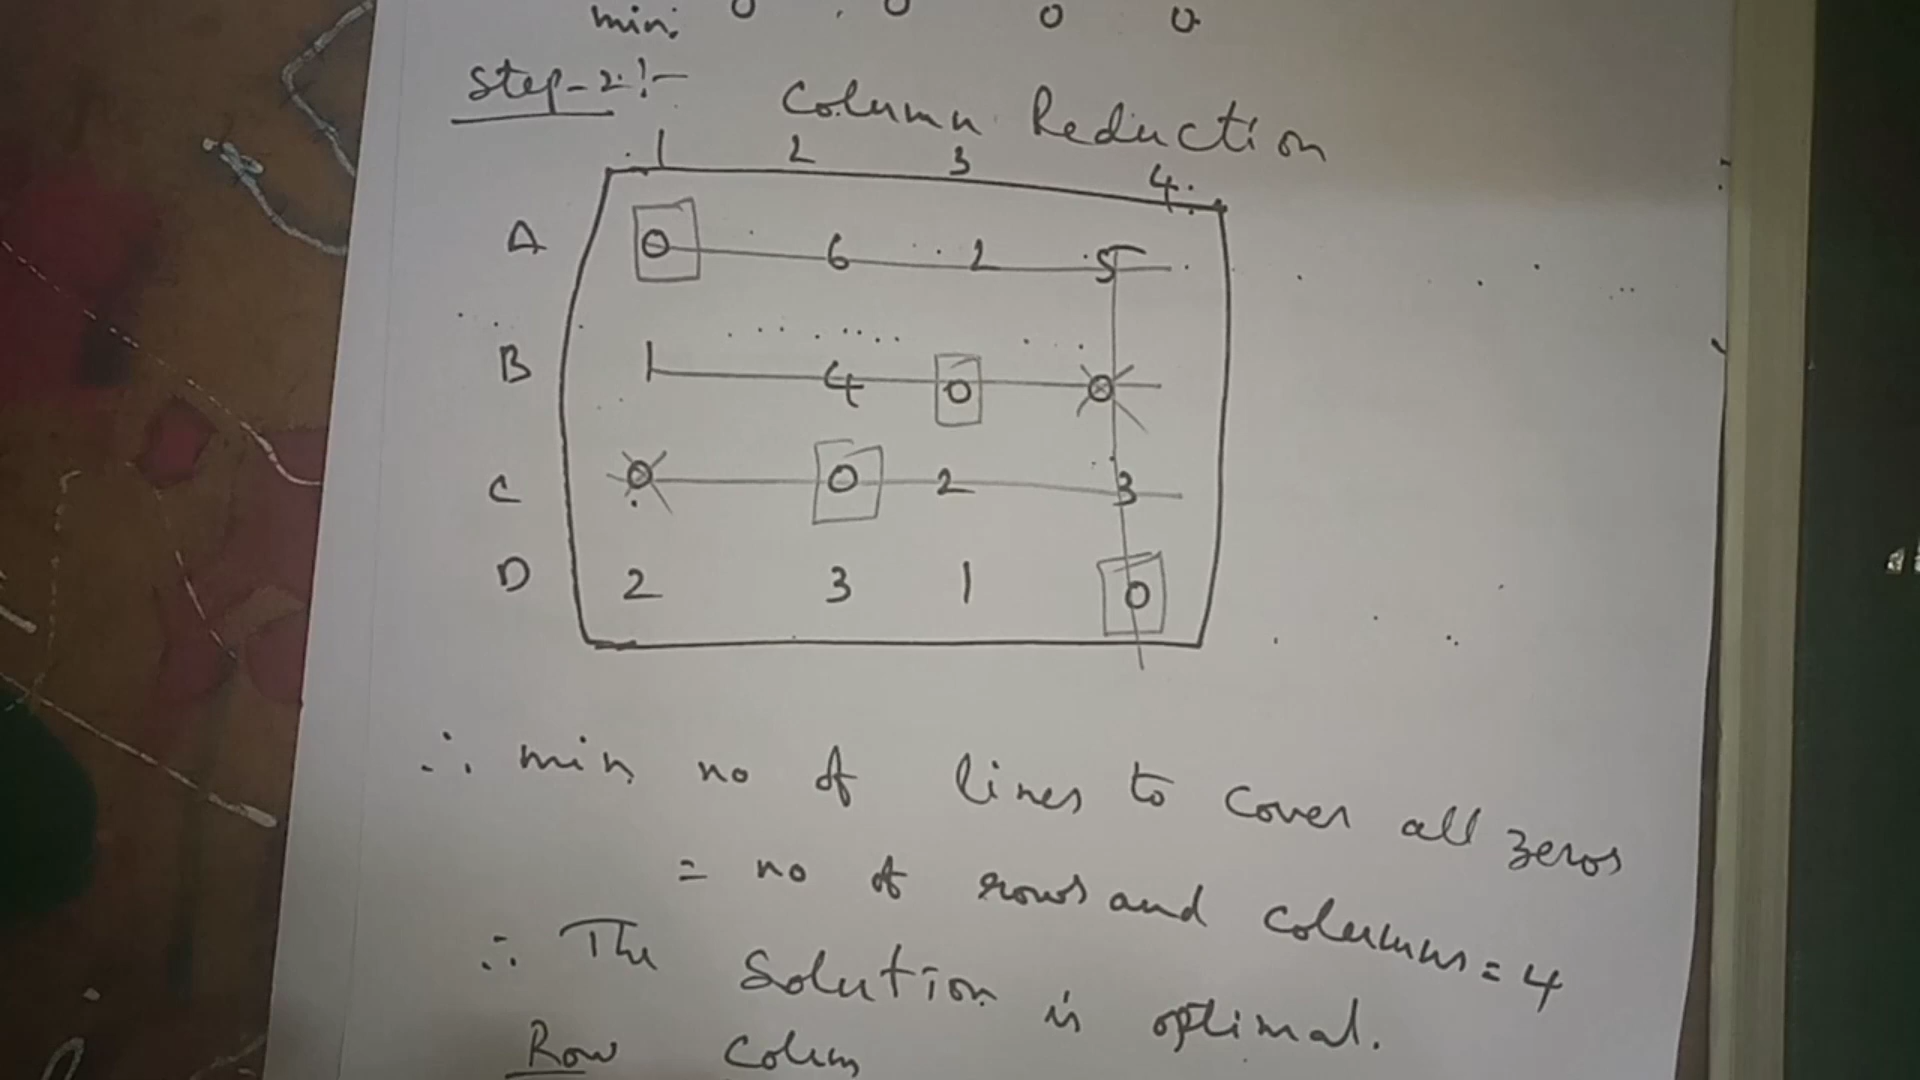 min: 0 0 0 0
Step-2:-
Column Reduction
1 2 3 4
A 0 6 2 5
B 1 4 0 0
C 0 0 2 3
D 2 3 1 0
∴ min no of lines to cover all zeros
= no of rows and columns = 4
∴ The Solution is optimal.
Row Colum